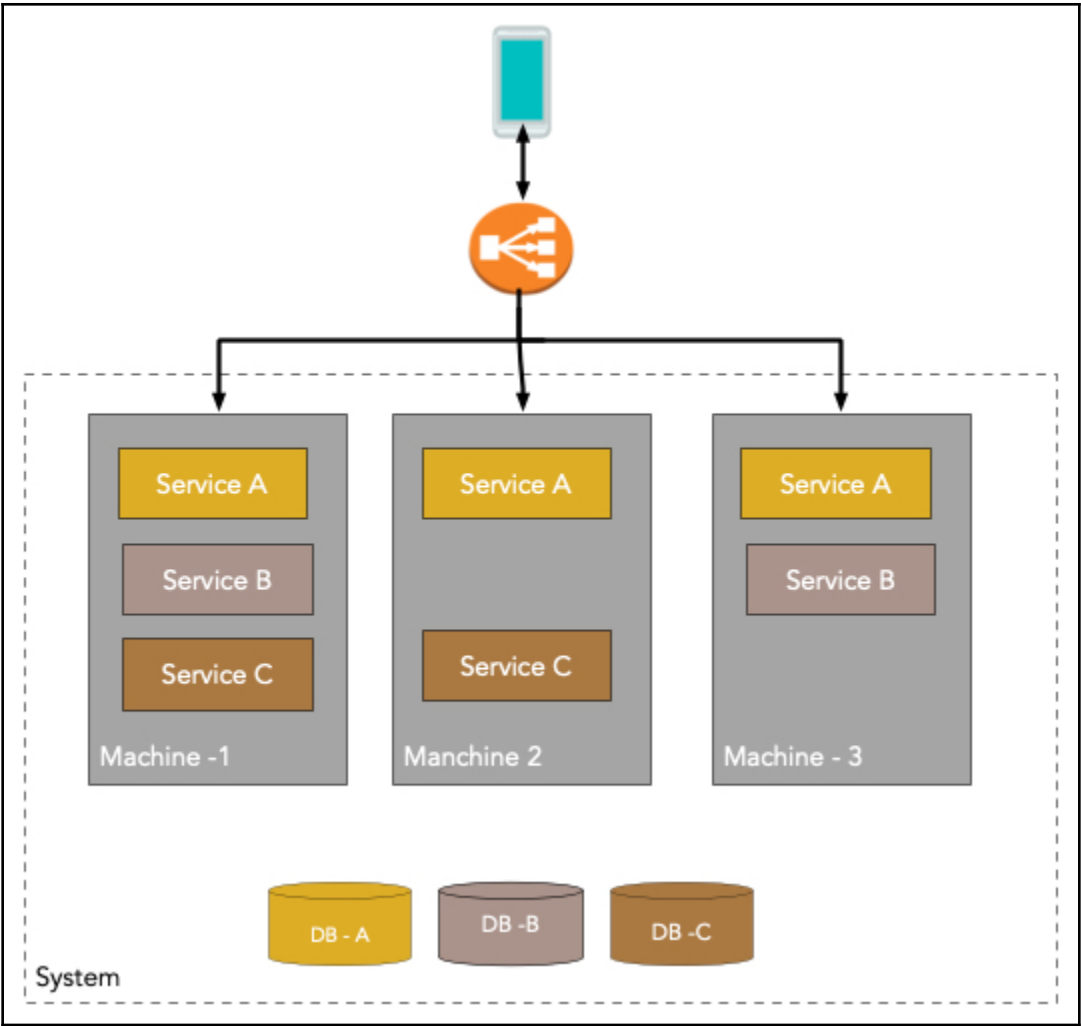 Service A
Service B
Service C
Machine -1
Service A
Service C
Manchine 2
Service A
Service B
Machine - 3
DB - A
DB -B
DB -C
System